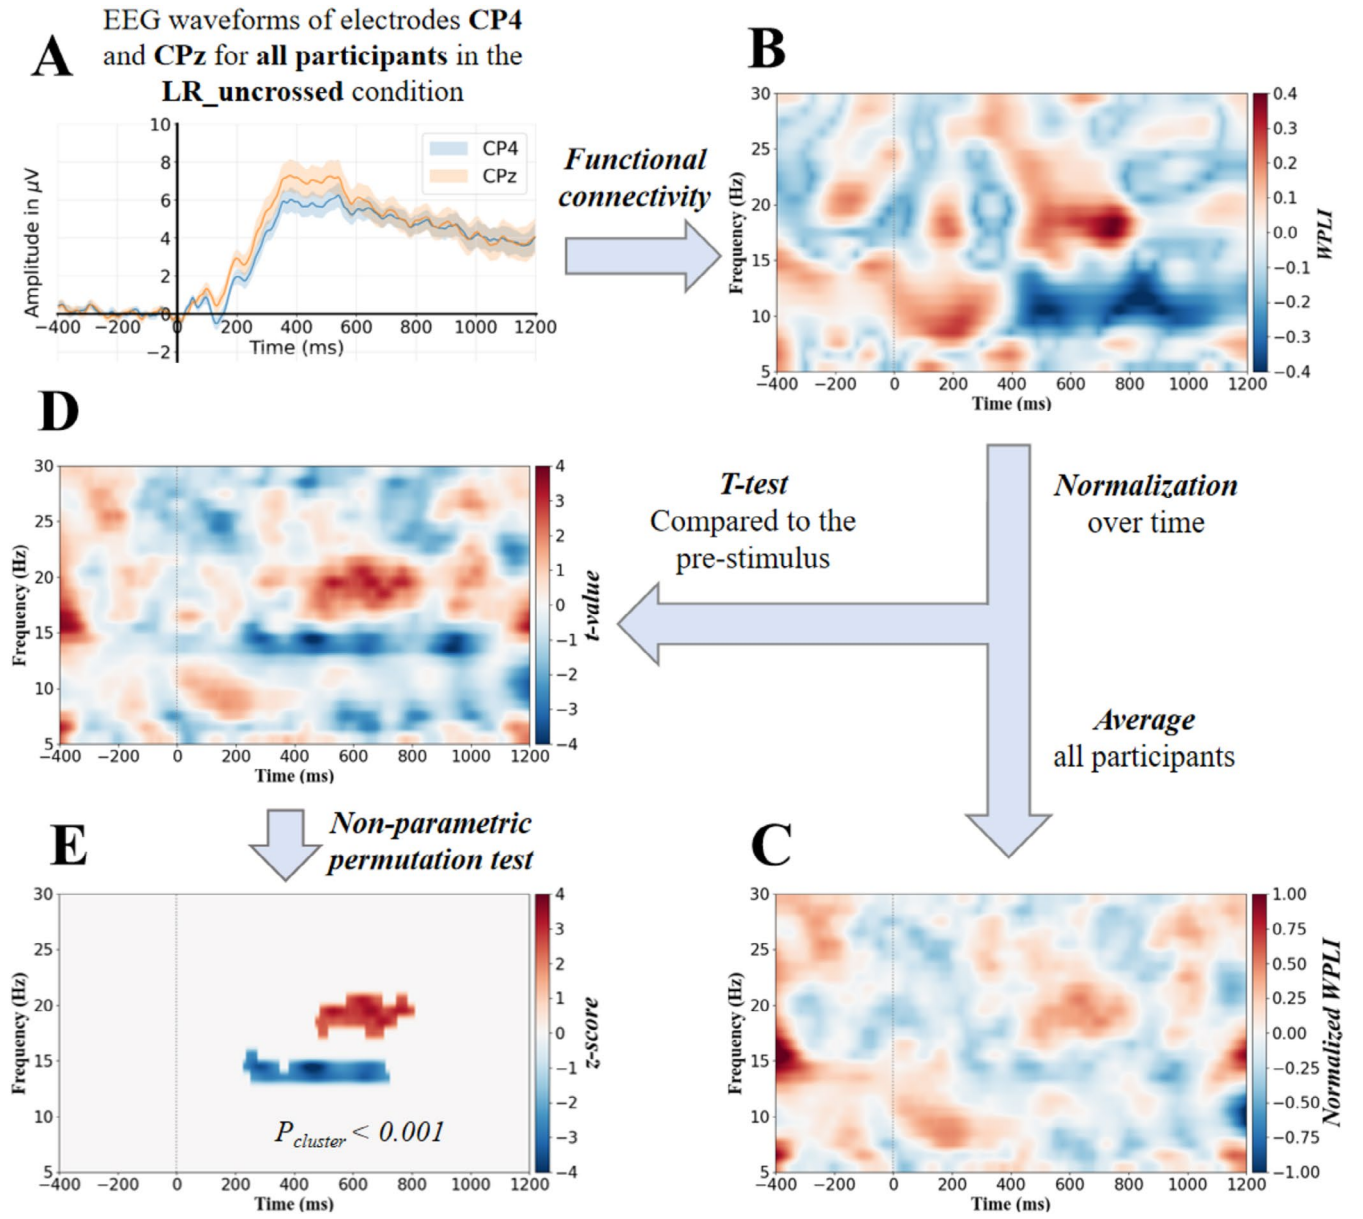 A
EEG waveforms of electrodes CP4
and CPz for all participants in the
LR_uncrossed condition
Amplitude in µV
10
8
6
4
2
0
−2
−400 −200 0 200 400 600 800 1000 1200
Time (ms)
CP4
CPz
Functional
connectivity
B
Frequency (Hz)
30
25
20
15
10
5
−400 −200 0 200 400 600 800 1000 1200
Time (ms)
0.4
0.3
0.2
0.1
0.0
−0.1
−0.2
−0.3
−0.4
WPLI
D
Frequency (Hz)
30
25
20
15
10
5
−400 −200 0 200 400 600 800 1000 1200
Time (ms)
4
3
2
1
0
−1
−2
−3
−4
t-value
T-test
Compared to the
pre-stimulus
Normalization
over time
Average
all participants
E
Non-parametric
permutation test
Frequency (Hz)
30
25
20
15
10
5
−400 −200 0 200 400 600 800 1000 1200
Time (ms)
Pcluster < 0.001
4
3
2
1
0
−1
−2
−3
−4
z-score
C
Frequency (Hz)
30
25
20
15
10
5
−400 −200 0 200 400 600 800 1000 1200
Time (ms)
1.00
0.75
0.50
0.25
0.00
−0.25
−0.50
−0.75
−1.00
Normalized WPLI